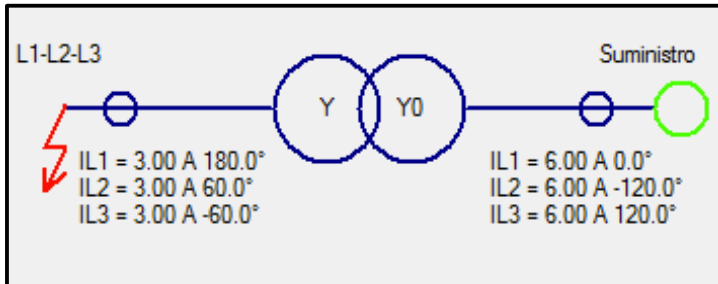 L1-L2-L3
Suministro
Y
Y0
IL1 = 3.00 A 180.0°
IL2 = 3.00 A 60.0°
IL3 = 3.00 A -60.0°
IL1 = 6.00 A 0.0°
IL2 = 6.00 A -120.0°
IL3 = 6.00 A 120.0°